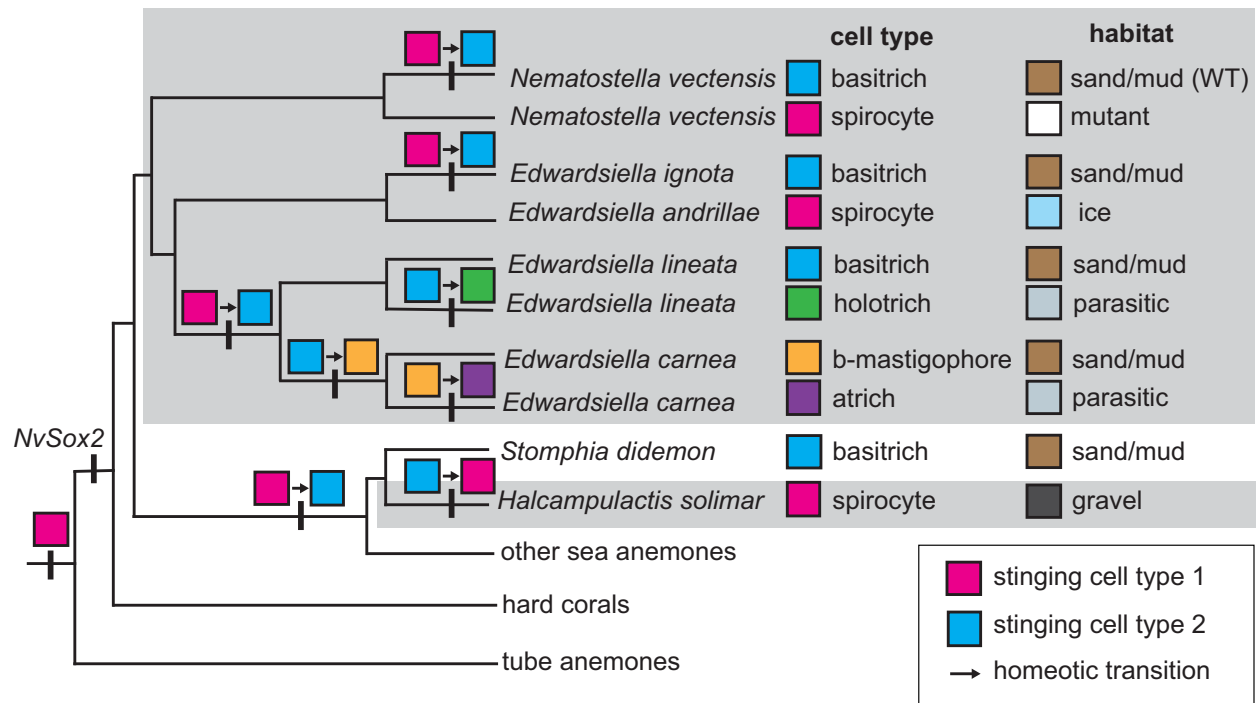 cell type habitat
Nematostella vectensis basitrich sand/mud (WT)
Nematostella vectensis spirocyte mutant
Edwardsiella ignota basitrich sand/mud
Edwardsiella andrillae spirocyte ice
Edwardsiella lineata basitrich sand/mud
Edwardsiella lineata holotrich parasitic
Edwardsiella carnea b-mastigophore sand/mud
Edwardsiella carnea atrich parasitic
NvSox2
Stomphia didemon basitrich sand/mud
Halcampulactis solimar spirocyte gravel
other sea anemones
hard corals
tube anemones
stinging cell type 1
stinging cell type 2
homeotic transition